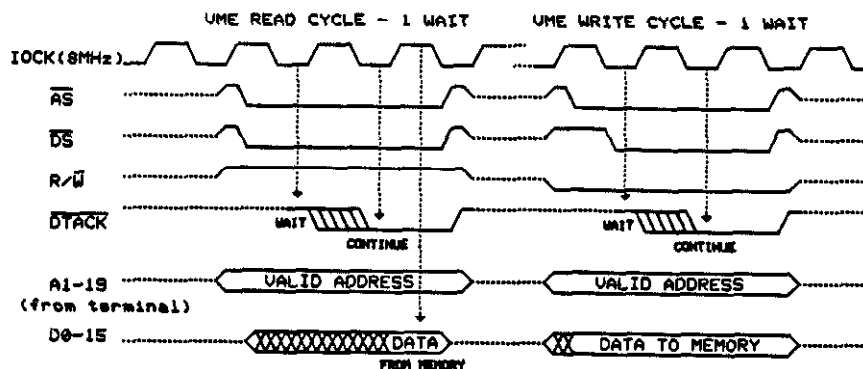 VME READ CYCLE - 1 WAIT
VME WRITE CYCLE - 1 WAIT
IOCK(8MHz)
AS
DS
R/W
DTACK
WAIT
CONTINUE
WAIT
CONTINUE
A1-19
(from terminal)
VALID ADDRESS
VALID ADDRESS
D0-15
DATA
FROM MEMORY
DATA TO MEMORY